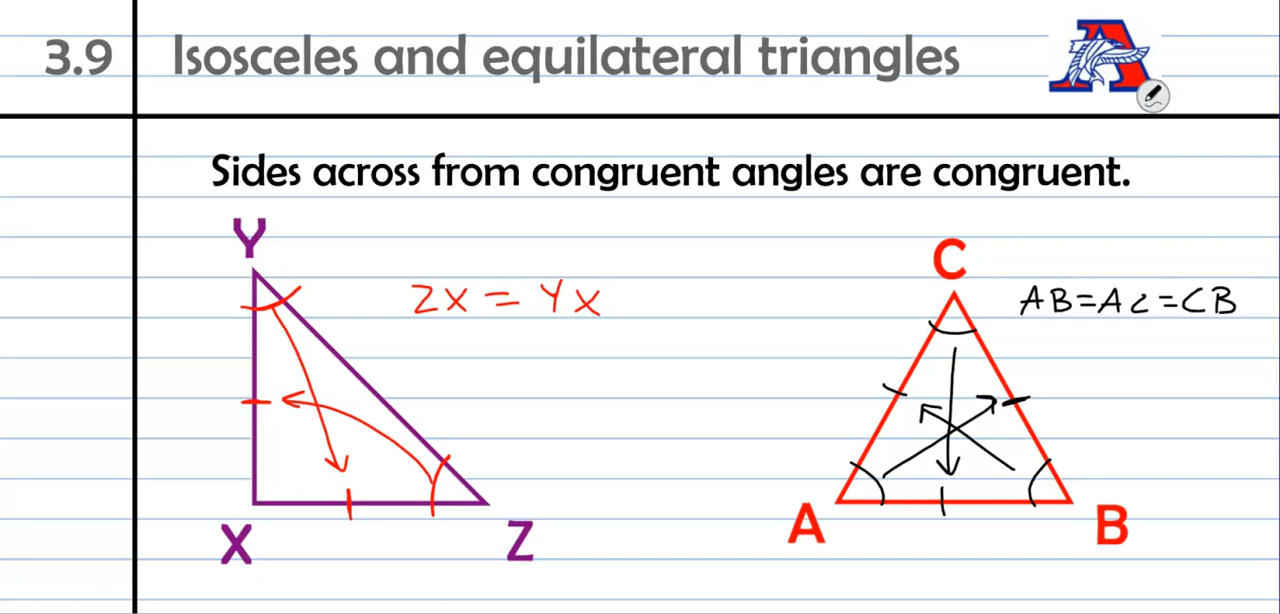 3.9 Isosceles and equilateral triangles A
Sides across from congruent angles are congruent.
Y
ZX = YX
C
AB=AC=CB
X
Z
A
B